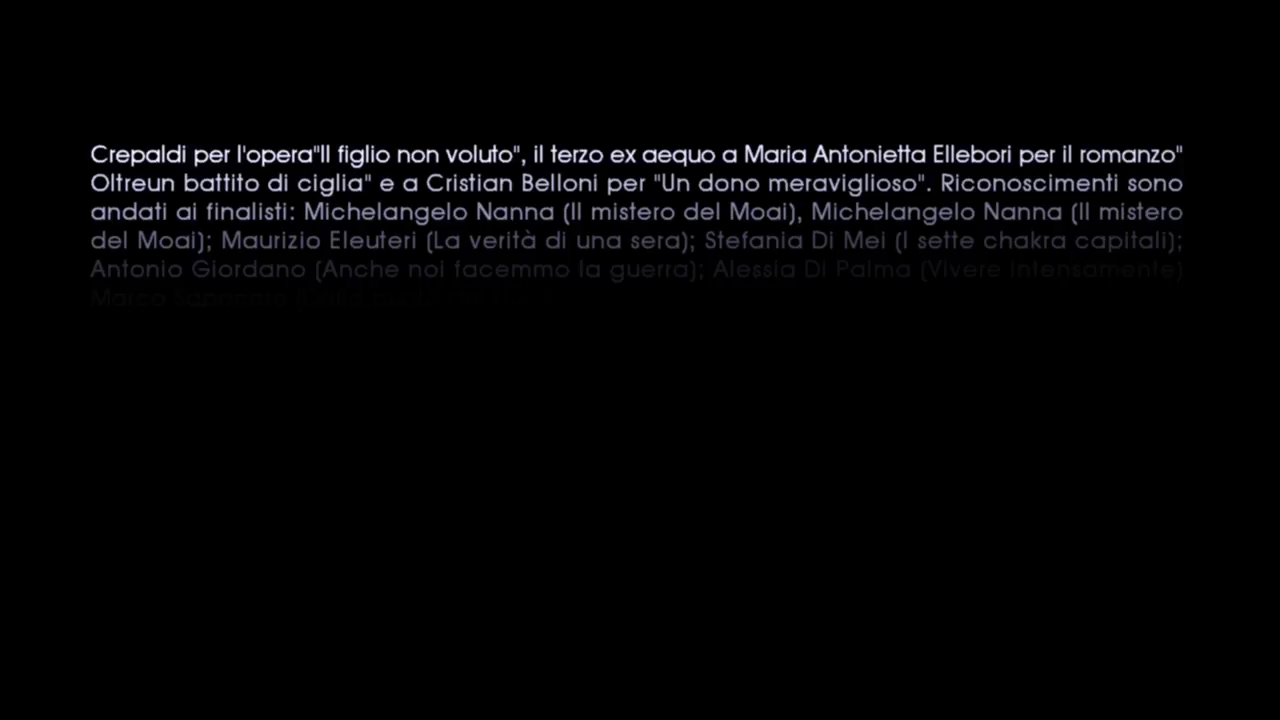 Crepaldi per l'opera"Il figlio non voluto", il terzo ex aequo a Maria Antonietta Ellebori per il romanzo"
Oltreun battito di ciglia" e a Cristian Belloni per "Un dono meraviglioso". Riconoscimenti sono
andati ai finalisti: Michelangelo Nanna (Il mistero del Moai), Michelangelo Nanna (Il mistero
del Moai); Maurizio Eleuteri (La verità di una sera); Stefania Di Mei (I sette chakra capitali);
Antonio Giordano (Anche noi facemmo la guerra); Alessia Di Palma (Vivere intensamente)
Marco